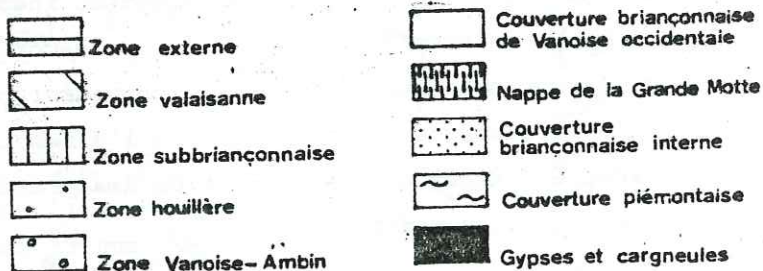 Zone externe
Zone valaisanne
Zone subbriançonnaise
Zone houillère
Zone Vanoise-Ambin
Couverture briançonnaise
de Vanoise occidentale
Nappe de la Grande Motte
Couverture
briançonnaise interne
Couverture piémontaise
Gypses et cargneules